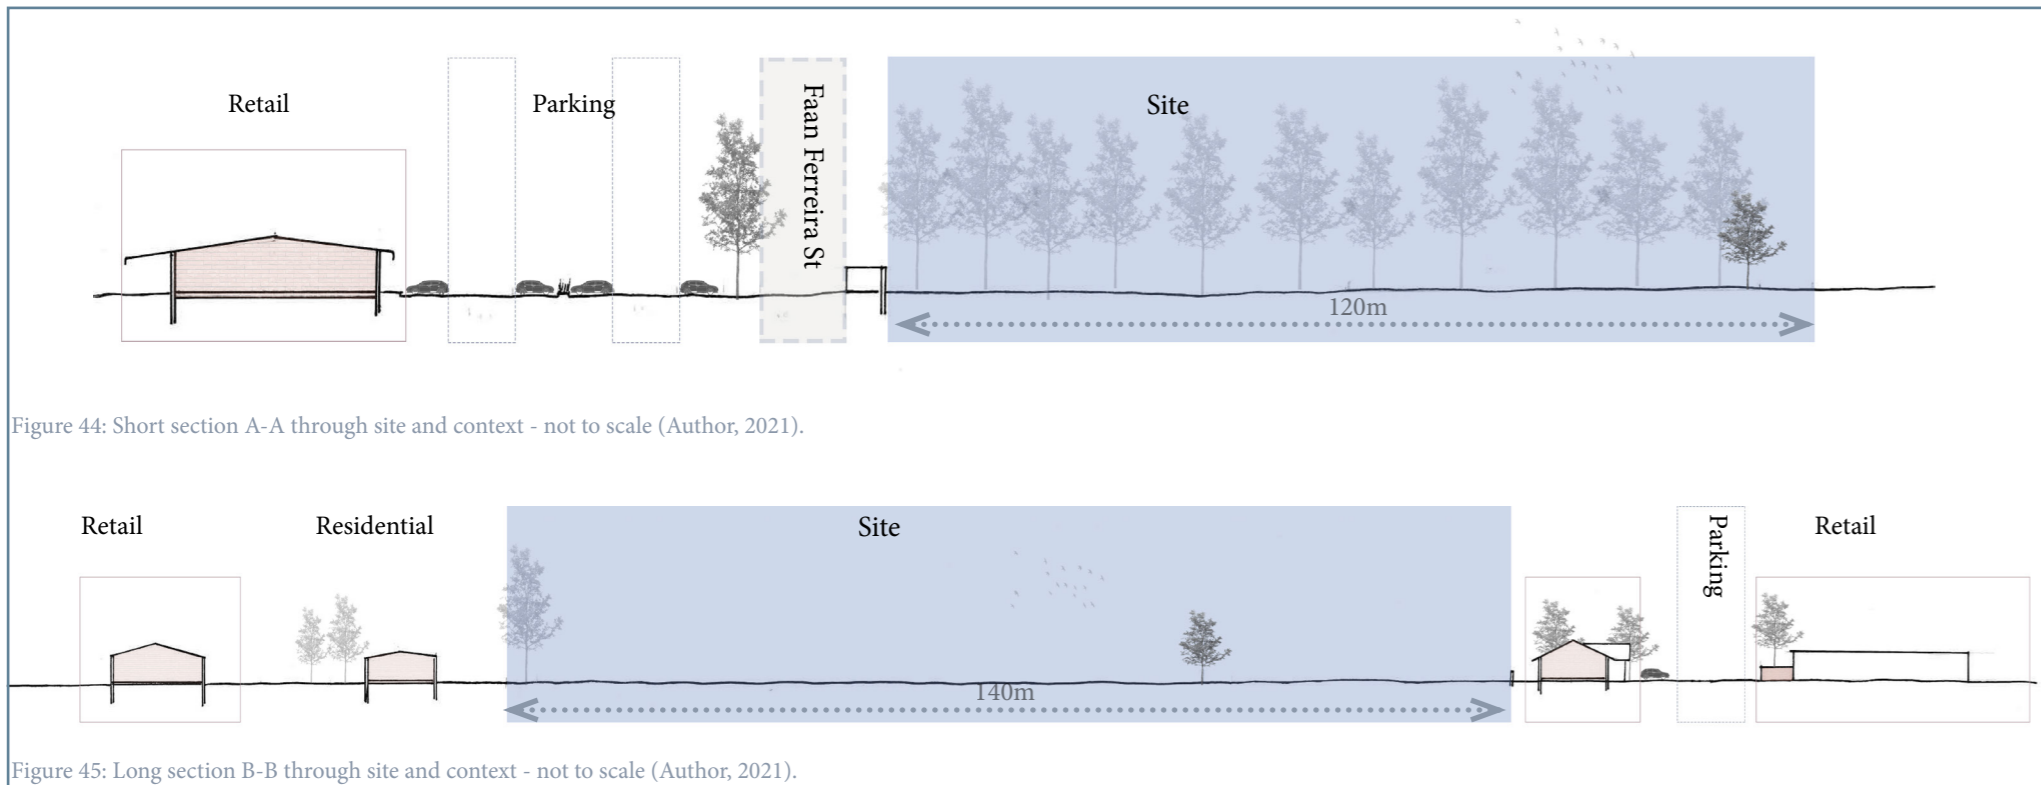 Retail
Parking
Faan Ferreira St
Site
120m
Figure 44: Short section A-A through site and context - not to scale (Author, 2021).
Retail
Residential
Site
Parking
Retail
140m
Figure 45: Long section B-B through site and context - not to scale (Author, 2021).